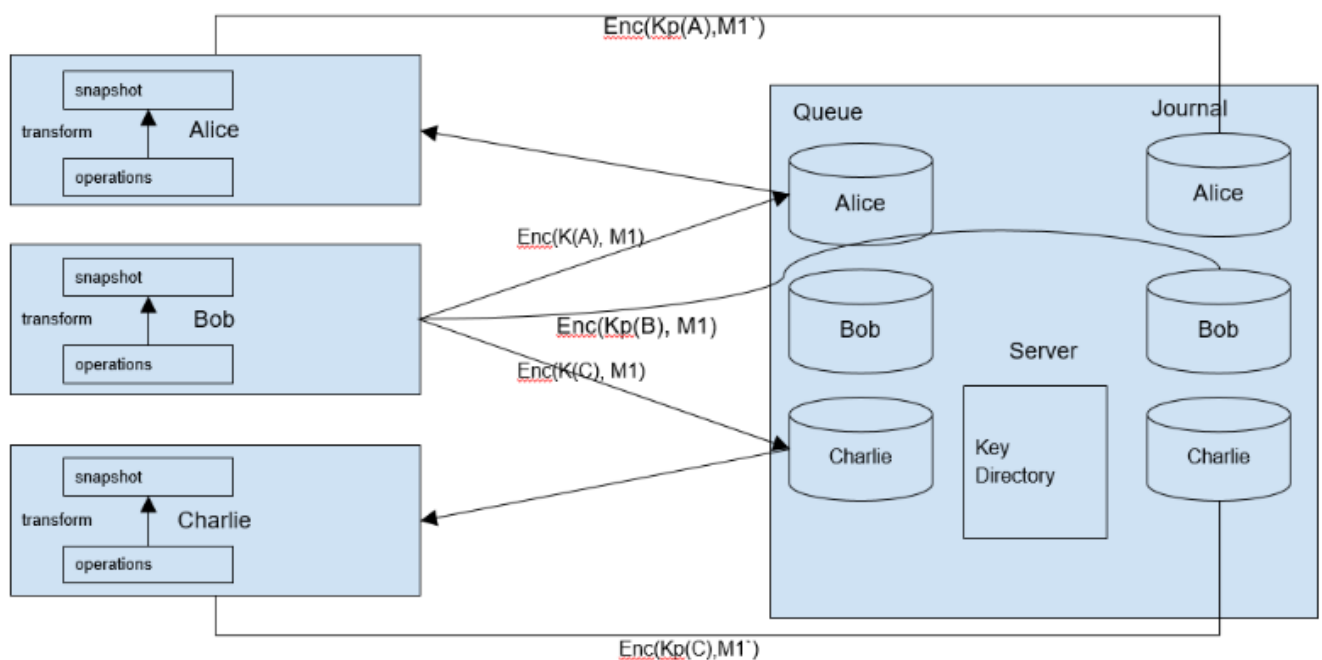 Enc(Kp(A),M1`)
snapshot
transform
Alice
operations
Queue
Journal
Alice
Alice
Enc(K(A), M1)
snapshot
transform
Bob
operations
Enc(Kp(B), M1)
Enc(K(C), M1)
Bob
Server
Bob
Charlie
Key
Directory
Charlie
snapshot
transform
Charlie
operations
Enc(Kp(C),M1`)